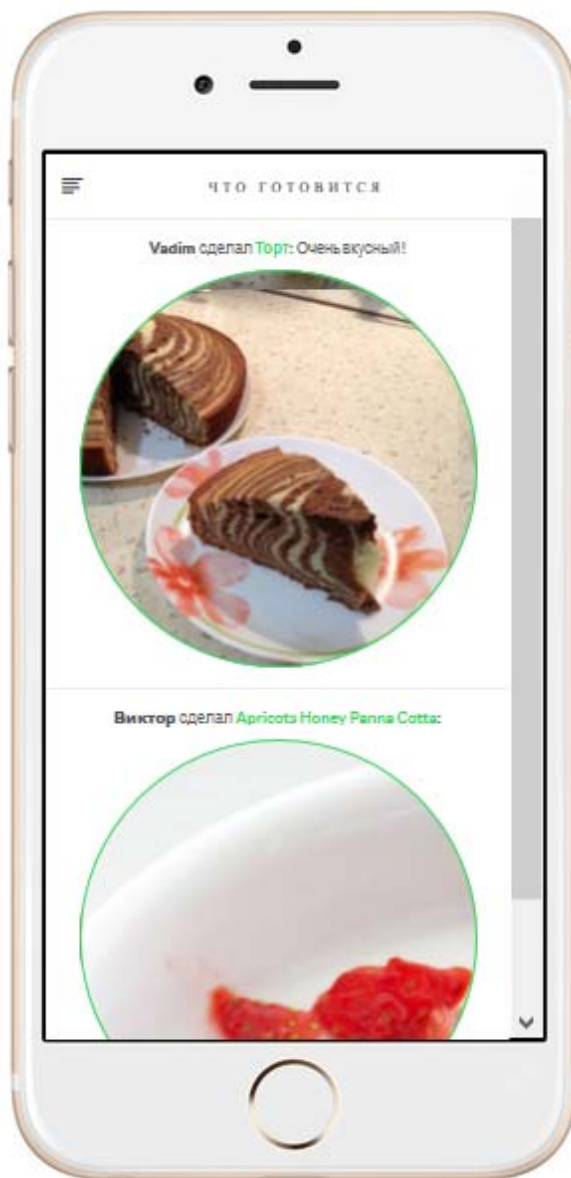 ЧТО ГОТОВИТСЯ
Vadim сделал Торт: Очень вкусный!
Виктор сделал Apricots Honey Panna Cotta: